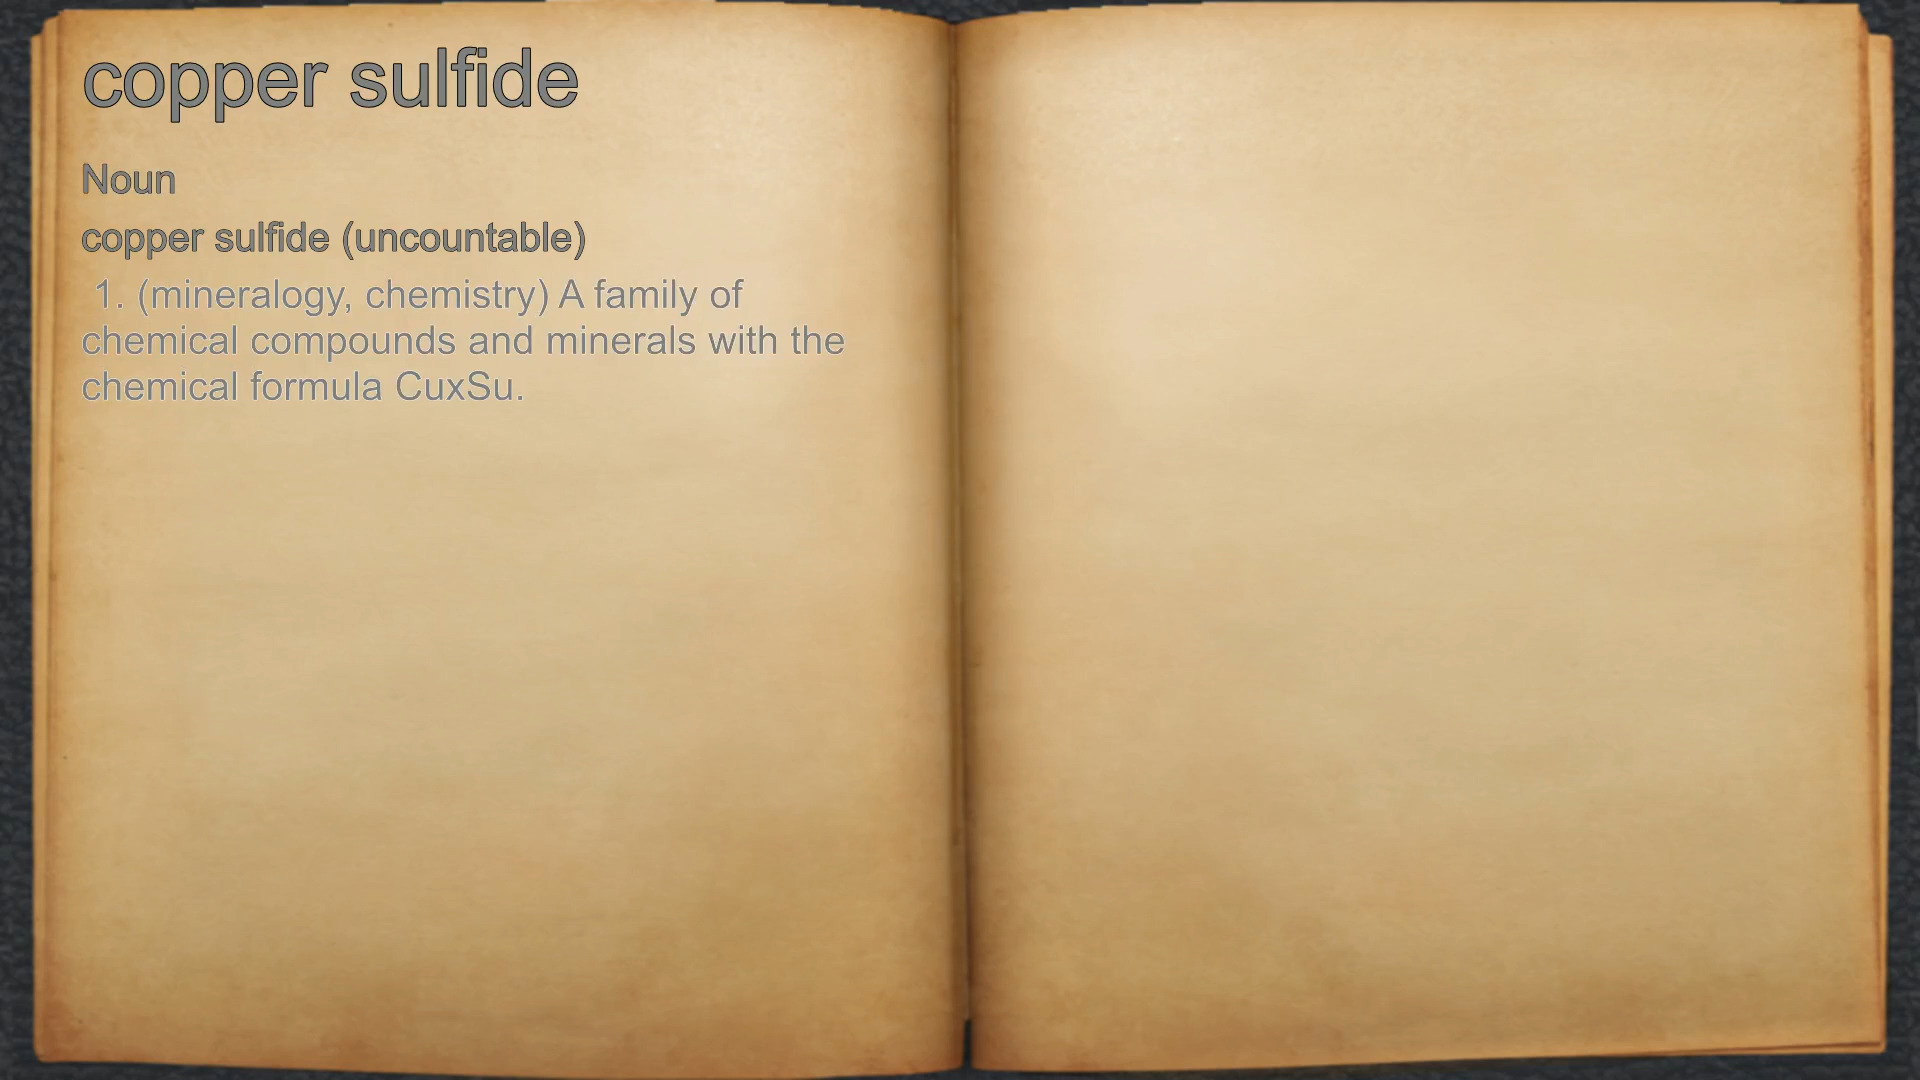 copper sulfide
Noun
copper sulfide (uncountable)
1. (mineralogy, chemistry) A family of
chemical compounds and minerals with the
chemical formula CuxSu.